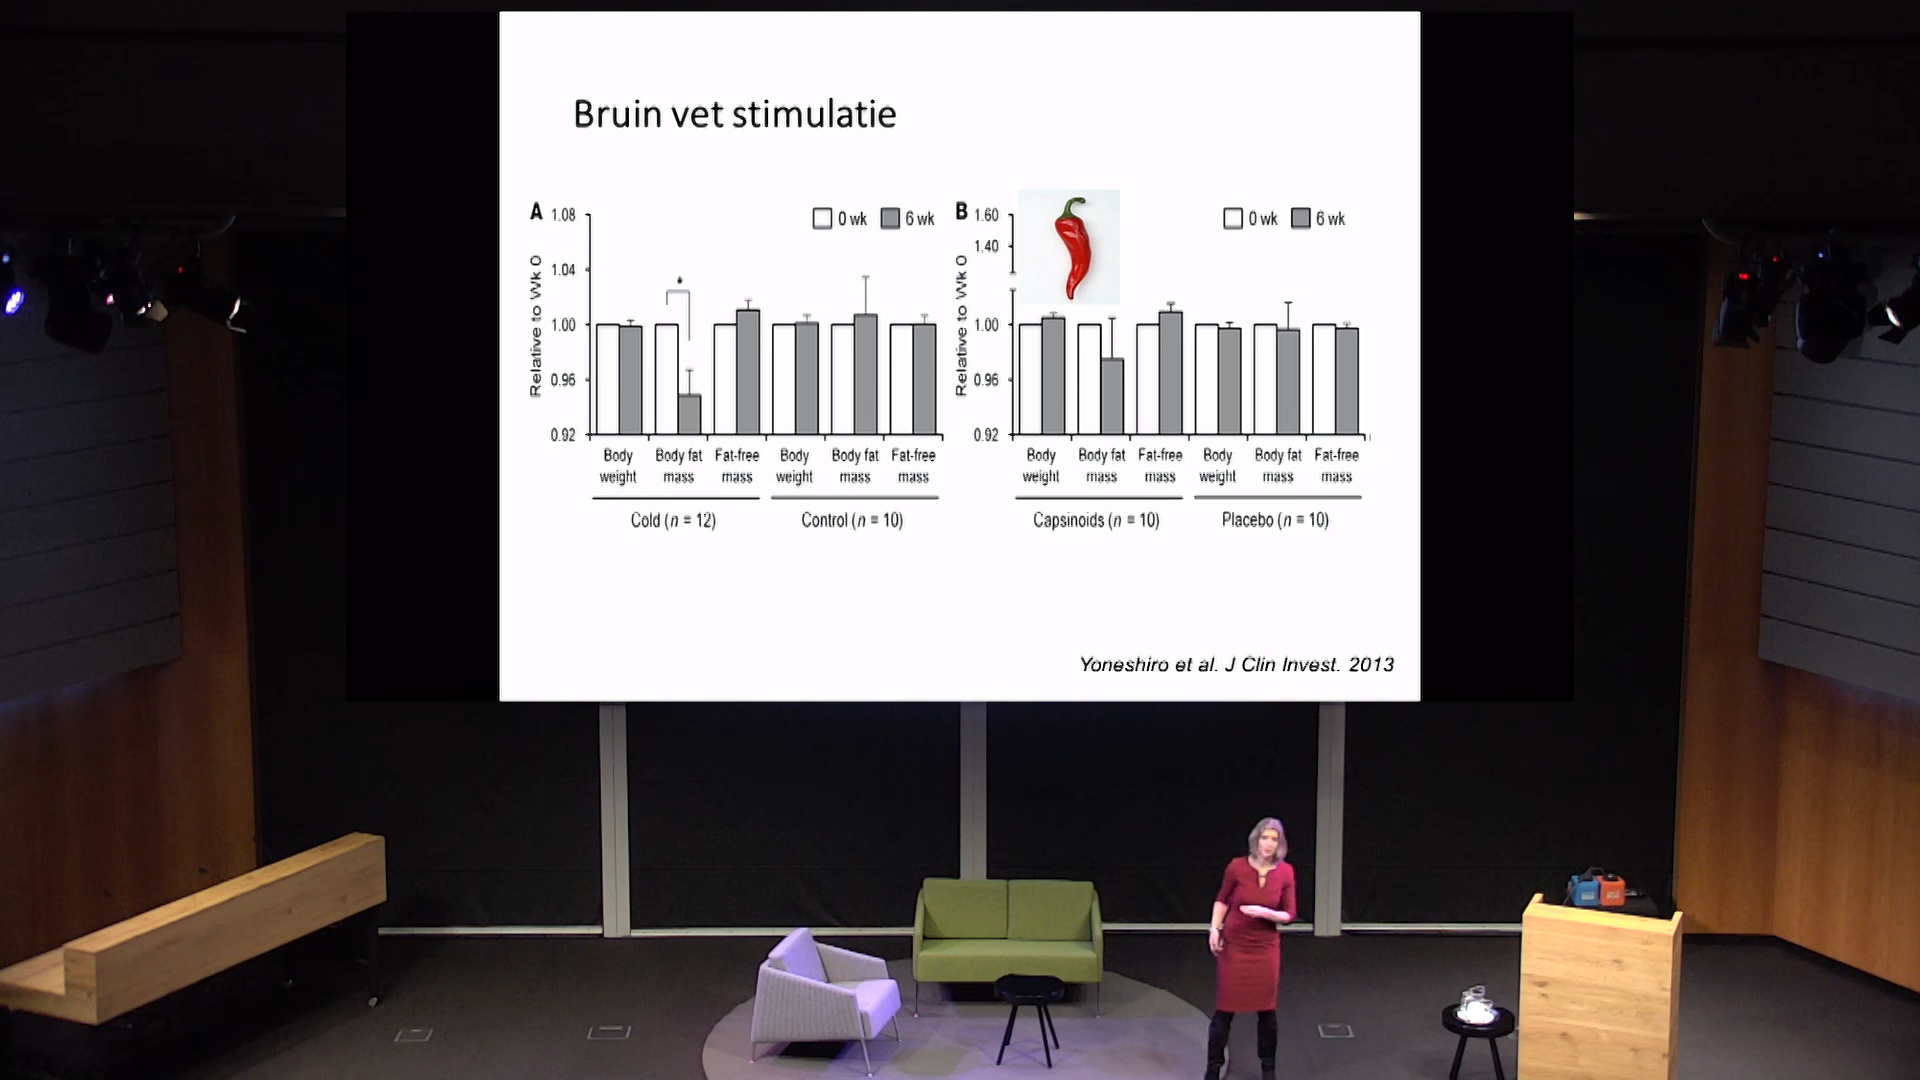 Bruin vet stimulatie
A
1.08
1.04
1.00
0.96
0.92
Relative to Wk 0
0 wk
6 wk
*
Body weight
Body fat mass
Fat-free mass
Body weight
Body fat mass
Fat-free mass
Cold (n = 12)
Control (n = 10)
B
1.60
1.40
1.00
0.96
0.92
Relative to Wk 0
0 wk
6 wk
Body weight
Body fat mass
Fat-free mass
Body weight
Body fat mass
Fat-free mass
Capsinoids (n = 10)
Placebo (n = 10)
Yoneshiro et al. J Clin Invest. 2013